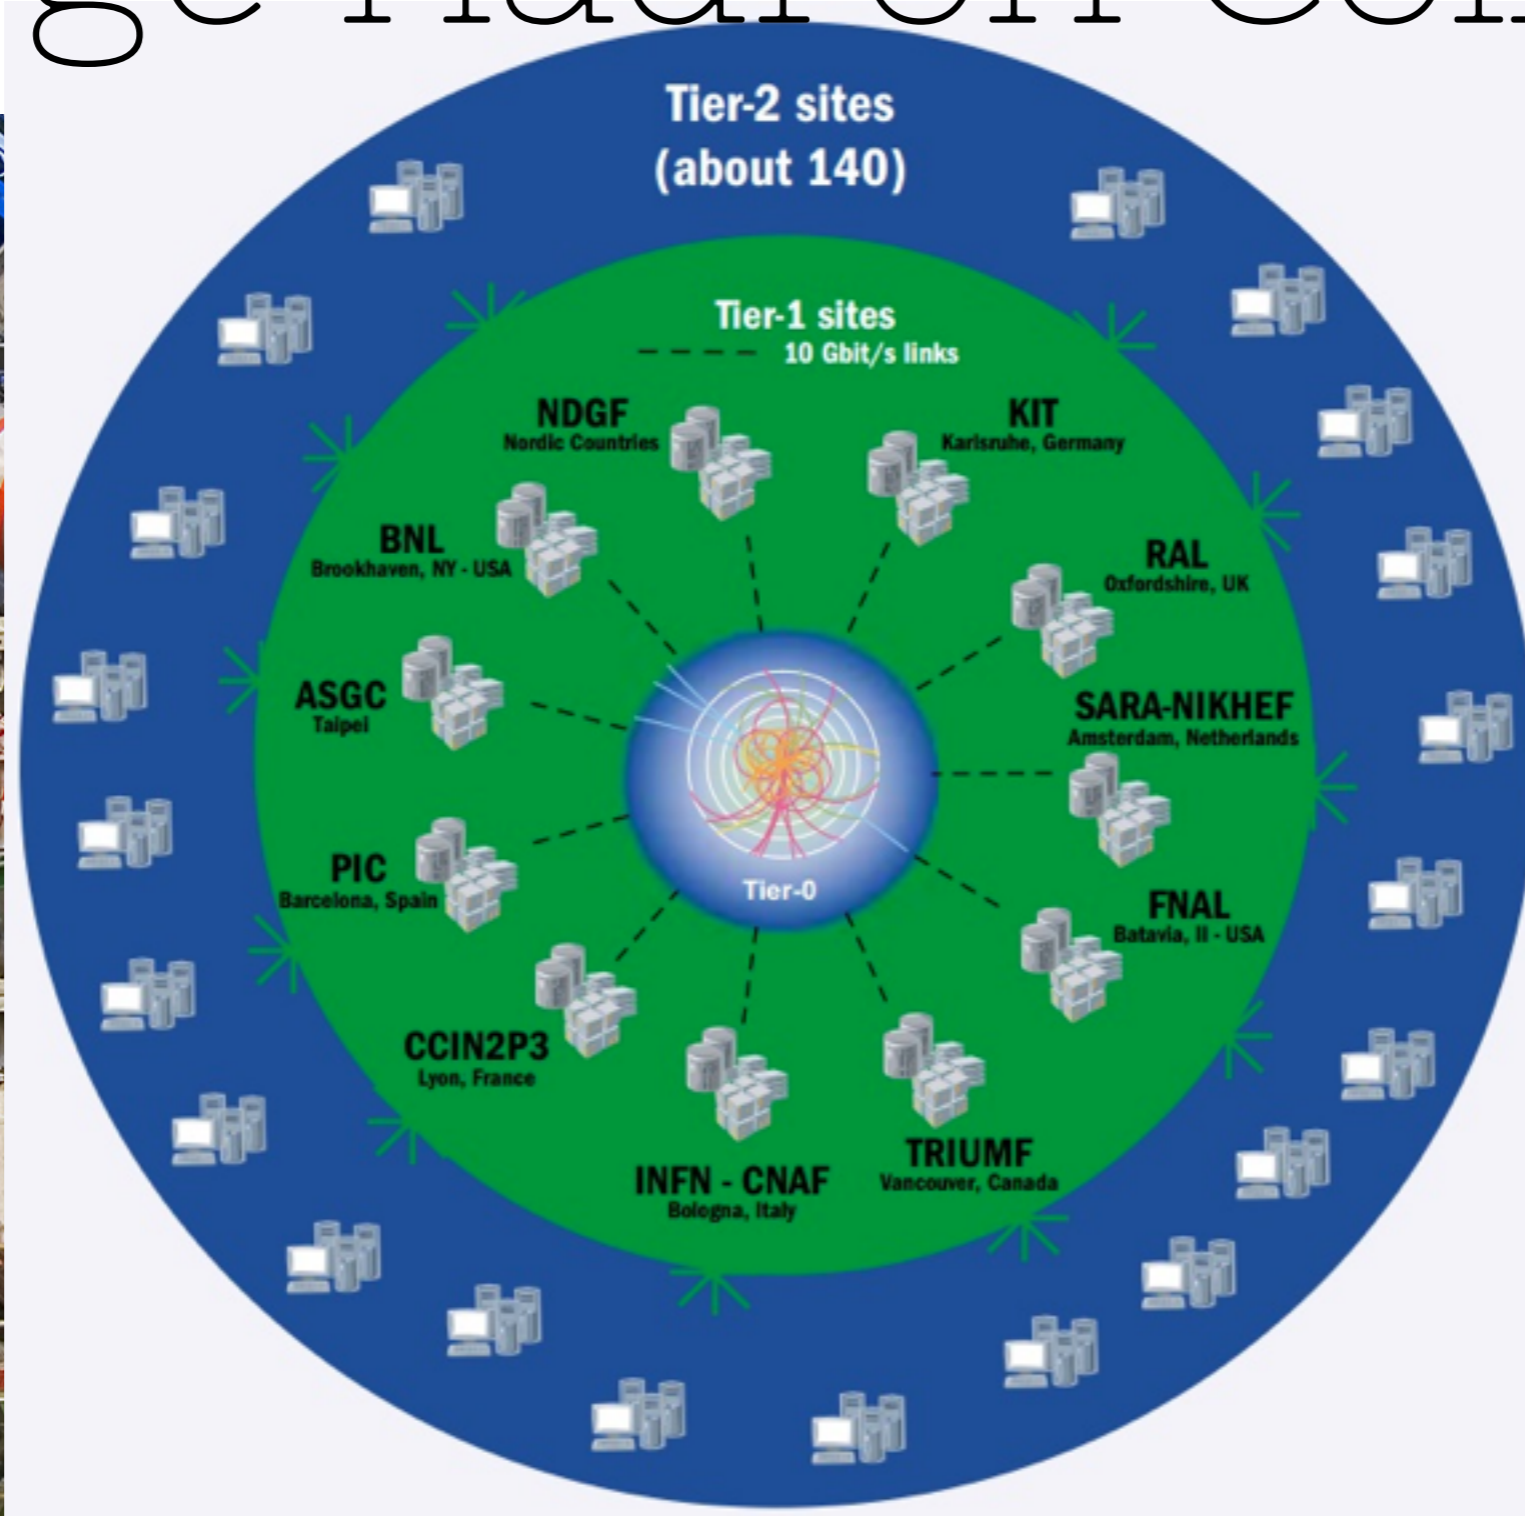 Tier-2 sites
(about 140)
Tier-1 sites
10 Gbit/s links
NDGF
Nordic Countries
KIT
Karlsruhe, Germany
BNL
Brookhaven, NY - USA
RAL
Oxfordshire, UK
ASGC
Taipei
SARA-NIKHEF
Amsterdam, Netherlands
PIC
Barcelona, Spain
Tier-0
FNAL
Batavia, Il - USA
CCIN2P3
Lyon, France
TRIUMF
Vancouver, Canada
INFN - CNAF
Bologna, Italy